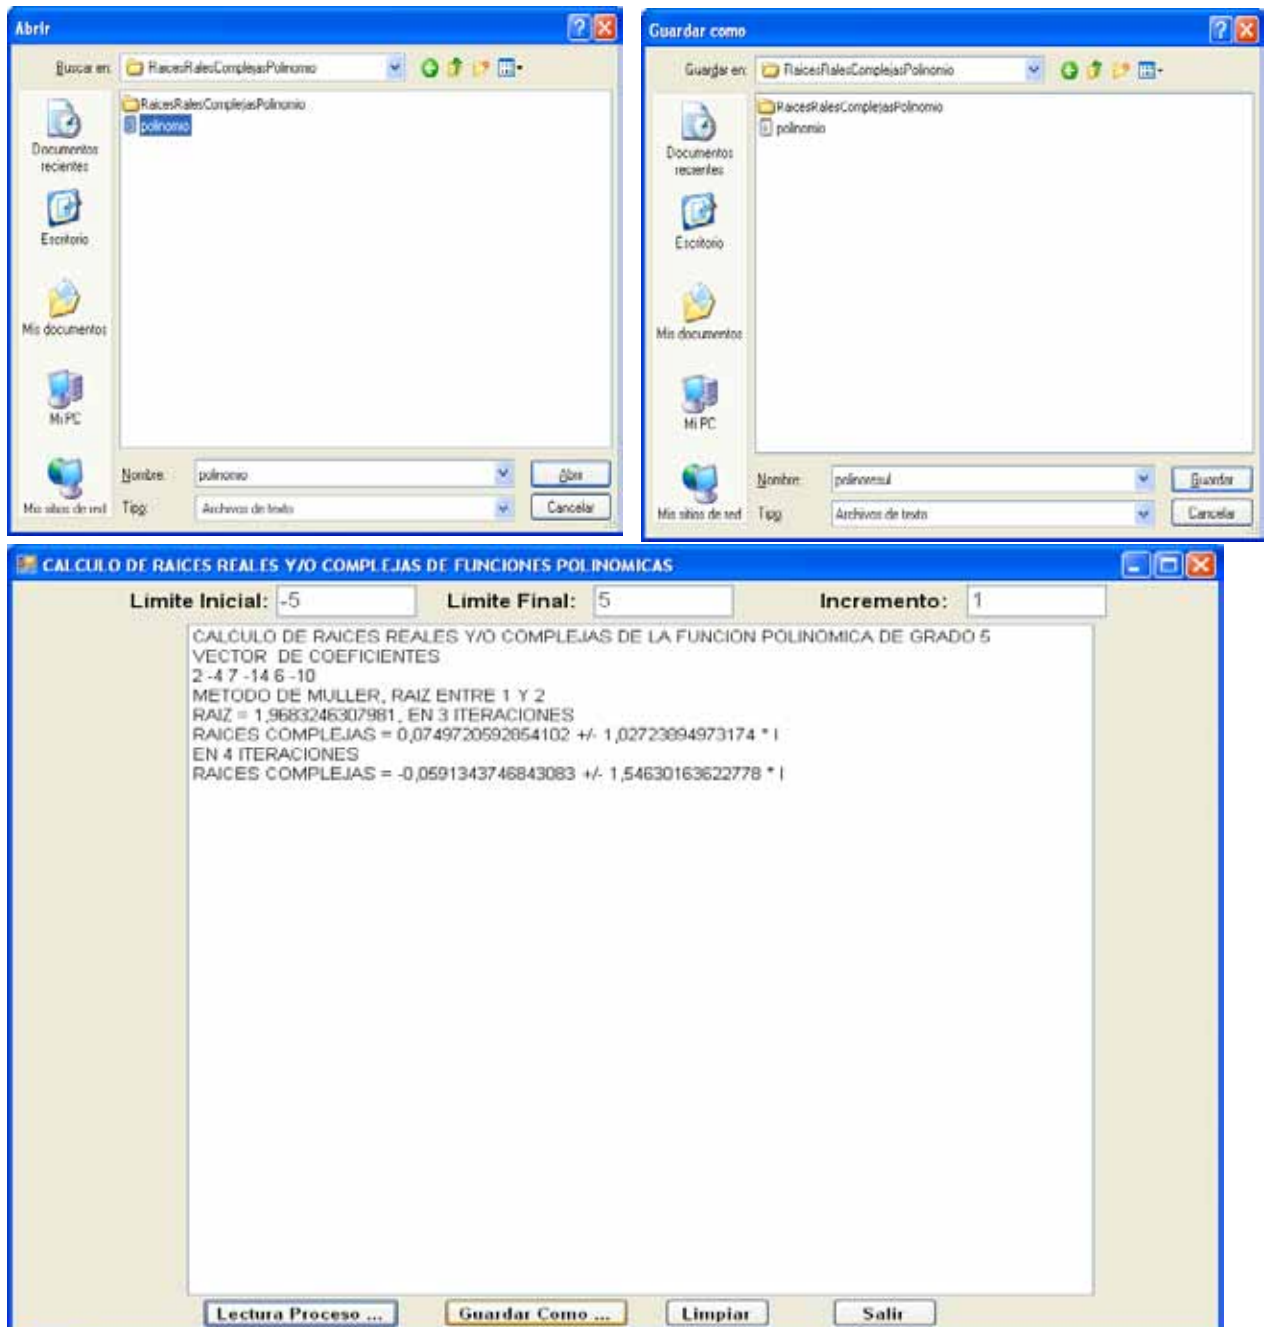 Abrir
Buscar en: RaicesRalesComplejasPolinomio
RaicesRalesComplejasPolinomio
polinomio
Documentos recientes
Escritorio
Mis documentos
Mi PC
Mis sitios de red
Nombre: polinomio Abrir
Tipo: Archivos de texto Cancelar
Guardar como
Guardar en: RaicesRalesComplejasPolinomio
RaicesRalesComplejasPolinomio
polinomio
Documentos recientes
Escritorio
Mis documentos
Mi PC
Mis sitios de red
Nombre: polinoresul Guardar
Tipo: Archivos de texto Cancelar
CALCULO DE RAICES REALES Y/O COMPLEJAS DE FUNCIONES POLINOMICAS
Limite Inicial: -5 Limite Final: 5 Incremento: 1
CALCULO DE RAICES REALES Y/O COMPLEJAS DE LA FUNCION POLINOMICA DE GRADO 5
VECTOR DE COEFICIENTES
2 -4 7 -14 6 -10
METODO DE MULLER, RAIZ ENTRE 1 Y 2
RAIZ = 1,9683246307981, EN 3 ITERACIONES
RAICES COMPLEJAS = 0,0749720592854102 +/- 1,02723894973174 * I
EN 4 ITERACIONES
RAICES COMPLEJAS = -0,0591343746843083 +/- 1,54630163622778 * I
Lectura Proceso ... Guardar Como ... Limpiar Salir